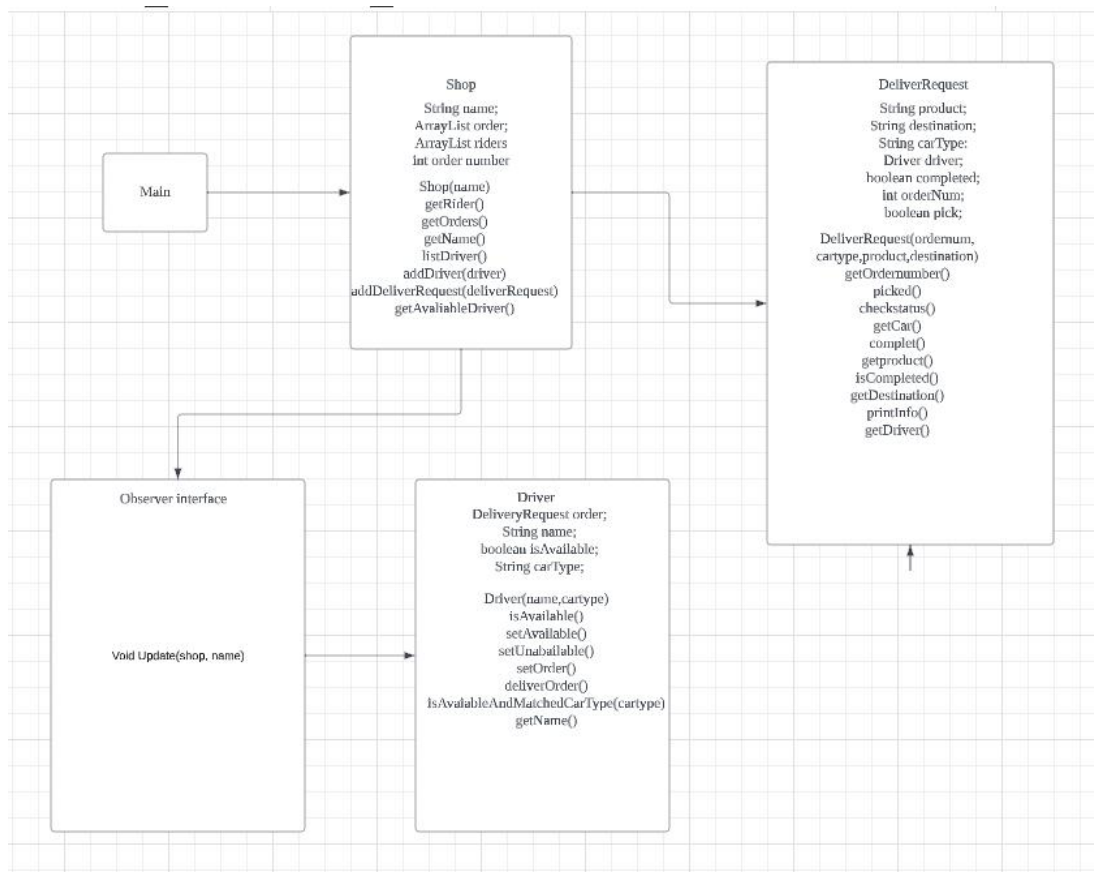 Main
Shop
String name;
ArrayList order;
ArrayList riders
int order number
Shop(name)
getRider()
getOrders()
getName()
listDriver()
addDriver(driver)
addDeliverRequest(deliverRequest)
getAvaliableDriver()
DeliverRequest
String product;
String destination;
String carType:
Driver driver;
boolean completed;
int orderNum;
boolean pick;
DeliverRequest(ordernum,
cartype,product,destination)
getOrdernumber()
picked()
checkstatus()
getCar()
complet()
getproduct()
isCompleted()
getDestination()
printInfo()
getDriver()
Observer interface
Void Update(shop, name)
Driver
DeliveryRequest order;
String name;
boolean isAvailable;
String carType;
Driver(name,cartype)
isAvailable()
setAvailable()
setUnabailable()
setOrder()
deliverOrder()
IsAvalableAndMatchedCarType(cartype)
getName()